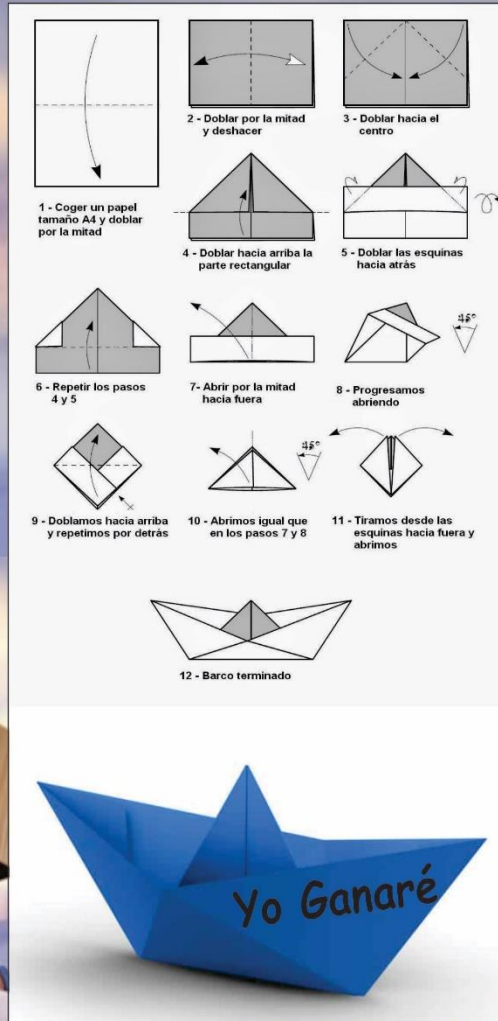 1 - Coger un papel
tamaño A4 y doblar
por la mitad
2 - Doblar por la mitad
y deshacer
3 - Doblar hacia el
centro
4 - Doblar hacia arriba la
parte rectangular
5 - Doblar las esquinas
hacia atrás
6 - Repetir los pasos
4 y 5
7 - Abrir por la mitad
hacia fuera
45º
8 - Progresamos
abriendo
9 - Doblamos hacia arriba
y repetimos por detrás
45º
10 - Abrimos igual que
en los pasos 7 y 8
11 - Tiramos desde las
esquinas hacia fuera y
abrimos
12 - Barco terminado
Yo Ganaré